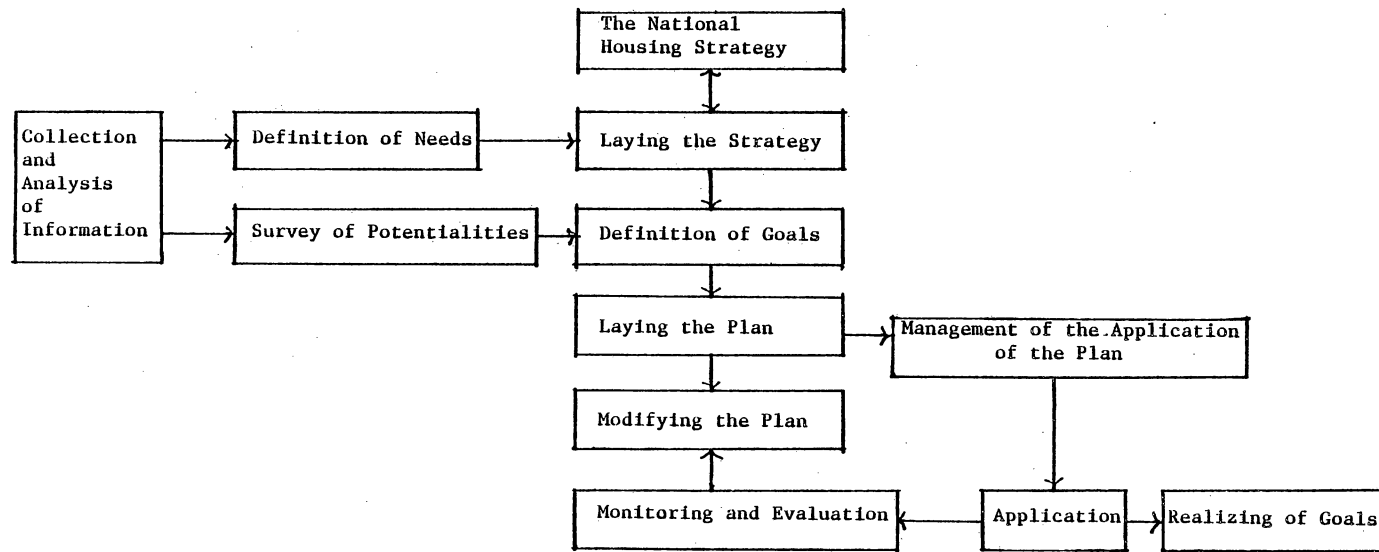 The National
Housing Strategy
Collection
and
Analysis
of
Information
Definition of Needs
Laying the Strategy
Survey of Potentialities
Definition of Goals
Laying the Plan
Management of the Application
of the Plan
Modifying the Plan
Monitoring and Evaluation
Application
Realizing of Goals